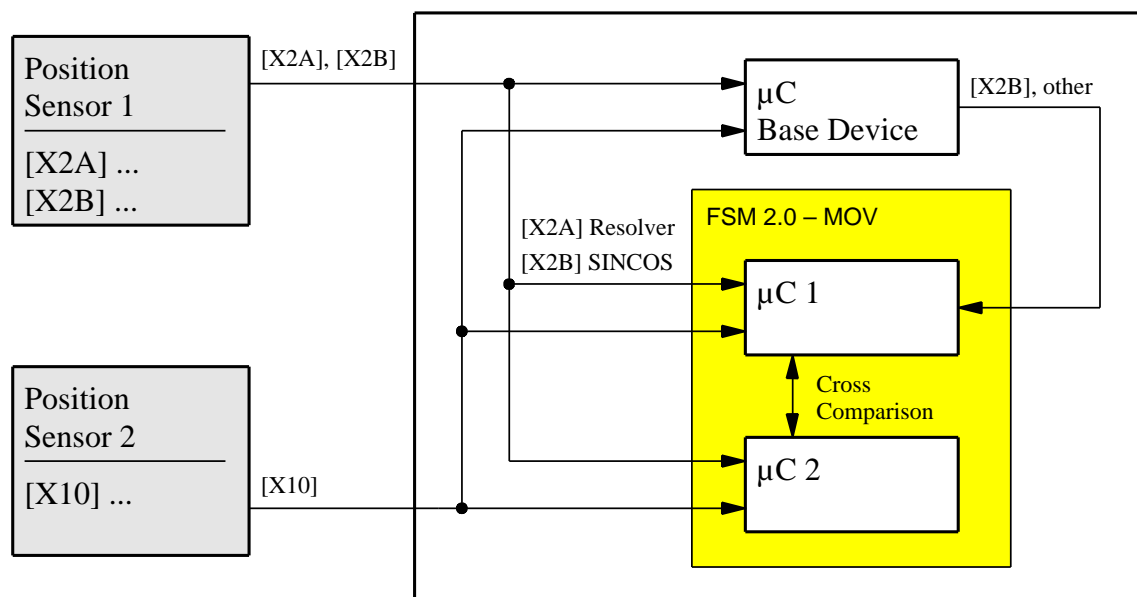 Position
Sensor 1
[X2A] ...
[X2B] ...
[X2A], [X2B]
µC
Base Device
[X2B], other
FSM 2.0 – MOV
[X2A] Resolver
[X2B] SINCOS
µC 1
Cross
Comparison
µC 2
Position
Sensor 2
[X10] ...
[X10]